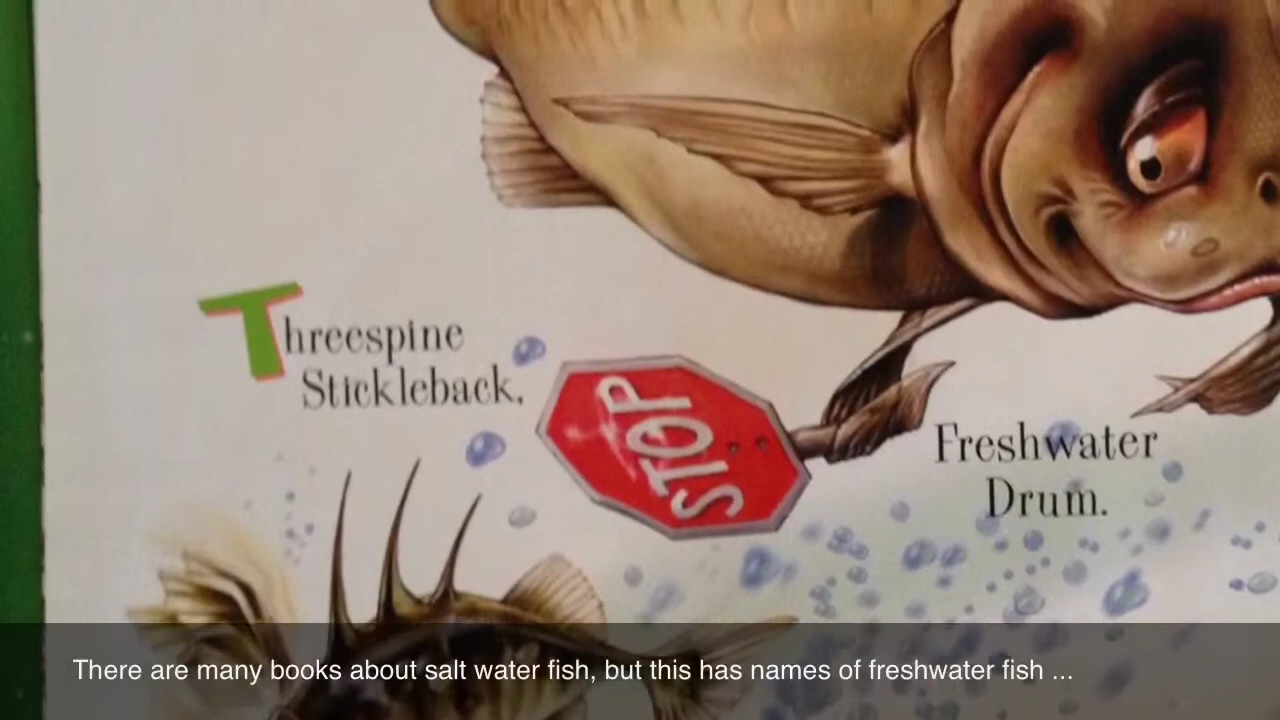 Threespine
Stickleback,
STOP
Freshwater
Drum.
There are many books about salt water fish, but this has names of freshwater fish ...